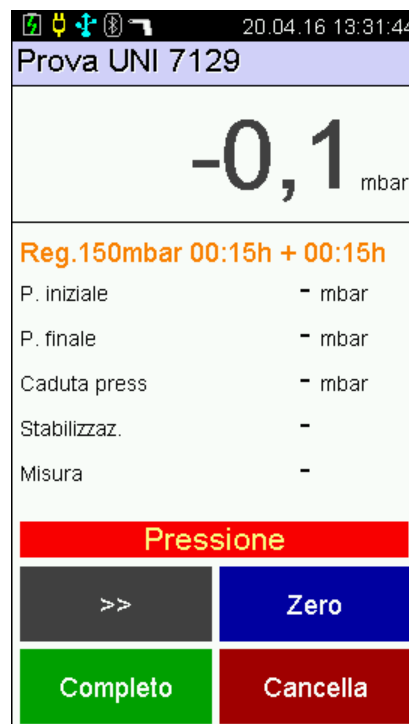 20.04.16 13:31:44
Prova UNI 7129
-0,1 mbar
Reg.150mbar 00:15h + 00:15h
P. iniziale - mbar
P. finale - mbar
Caduta press - mbar
Stabilizzaz. -
Misura -
Pressione
>> Zero
Completo Cancella